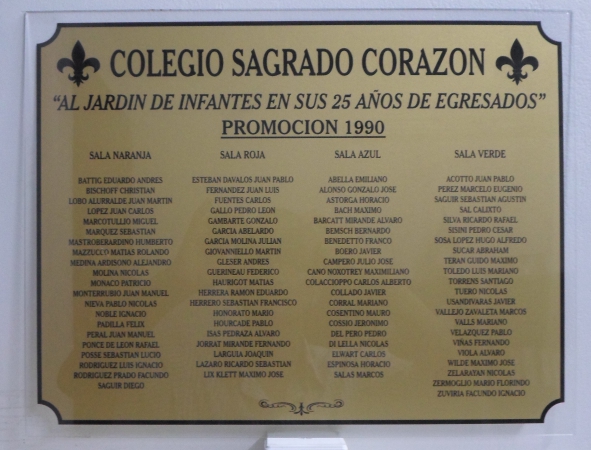 COLEGIO SAGRADO CORAZON
“AL JARDIN DE INFANTES EN SUS 25 AÑOS DE EGRESADOS”
PROMOCION 1990
SALA NARANJA
BATTIG EDUARDO ANDRES
BISCHOFF CHRISTIAN
LOBO ALURRALDE JUAN MARTIN
LOPEZ JUAN CARLOS
MARCOTULLIO MIGUEL
MARQUEZ SEBASTIAN
MASTROBERARDINO HUMBERTO
MAZZUCCO MATIAS ROLANDO
MEDINA ARDISONO ALEJANDRO
MOLINA NICOLAS
MONACO PATRICIO
MONTERRUBIO JUAN MANUEL
NIEVA PABLO NICOLAS
NOBLE IGNACIO
PADILLA FELIX
PERAL JUAN MANUEL
PONCE DE LEON RAFAEL
POSSE SEBASTIAN LUCIO
RODRIGUEZ LUIS IGNACIO
RODRIGUEZ PRADO FACUNDO
SAGUIR DIEGO
SALA ROJA
ESTEBAN DAVALOS JUAN PABLO
FERNANDEZ JUAN LUIS
FUENTES CARLOS
GALLO PEDRO LEON
GAMBARTE GONZALO
GARCIA ABELARDO
GARCIA MOLINA JULIAN
GIOVANNIELLO MARTIN
GLESER ANDRES
GUERINEAU FEDERICO
HAURIGOT MATIAS
HERRERA RAMON EDUARDO
HERRERO SEBASTIAN FRANCISCO
HONORATO MARIO
HOURCADE PABLO
ISAS PEDRAZA ALVARO
JORRAT MIRANDE FERNANDO
LARGUIA JOAQUIN
LAZARO RICARDO SEBASTIAN
LIX KLETT MAXIMO JOSE
SALA AZUL
ABELLA EMILIANO
ALONSO GONZALO JOSE
ASTORGA HORACIO
BACH MAXIMO
BARCATT MIRANDE ALVARO
BEMSCH BERNARDO
BENEDETTO FRANCO
BOERO JAVIER
CAMPERO JULIO JOSE
CANO NOXOTREY MAXIMILIANO
COLACCIOPPO CARLOS ALBERTO
COLLADO JAVIER
CORRAL MARIANO
COSENTINO MAURO
COSSIO JERONIMO
DEL PERO PEDRO
DI LELLA NICOLAS
ELWART CARLOS
ESPINOSA HORACIO
SALAS MARCOS
SALA VERDE
ACOTTO JUAN PABLO
PEREZ MARCELO EUGENIO
SAGUIR SEBASTIAN AGUSTIN
SAL CALIXTO
SILVA RICARDO RAFAEL
SISINI PEDRO CESAR
SOSA LOPEZ HUGO ALFREDO
SUCAR ABRAHAM
TERAN GUIDO MAXIMO
TOLEDO LUIS MARIANO
TORRENS SANTIAGO
TUERO NICOLAS
USANDIVARAS JAVIER
VALLEJO ZAVALETA MARCOS
VALLS MARIANO
VELAZQUEZ PABLO
VIÑAS FERNANDO
VIOLA ALVARO
WILDE MAXIMO JOSE
ZELARAYAN NICOLAS
ZERMOGLIO MARIO FLORINDO
ZUVIRIA FACUNDO IGNACIO